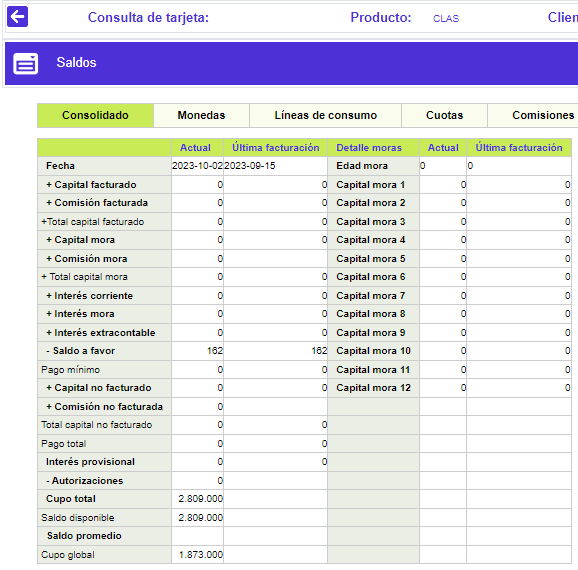 Consulta de tarjeta: Producto: CLAS Clien
Saldos
Consolidado Monedas Líneas de consumo Cuotas Comisiones
Actual Última facturación Detalle moras Actual Última facturación
Fecha 2023-10-02 2023-09-15 Edad mora 0 0
+ Capital facturado 0 0 Capital mora 1 0 0
+ Comisión facturada 0 0 Capital mora 2 0 0
+Total capital facturado 0 0 Capital mora 3 0 0
+ Capital mora 0 0 Capital mora 4 0 0
+ Comisión mora 0 Capital mora 5 0 0
+ Total capital mora 0 0 Capital mora 6 0 0
+ Interés corriente 0 0 Capital mora 7 0 0
+ Interés mora 0 0 Capital mora 8 0 0
+ Interés extracontable 0 0 Capital mora 9 0 0
- Saldo a favor 162 162 Capital mora 10 0 0
Pago mínimo 0 0 Capital mora 11 0 0
+ Capital no facturado 0 0 Capital mora 12 0 0
+ Comisión no facturada 0
Total capital no facturado 0 0
Pago total 0 0
Interés provisional 0 0
- Autorizaciones 0
Cupo total 2.809.000
Saldo disponible 2.809.000
Saldo promedio
Cupo global 1.873.000